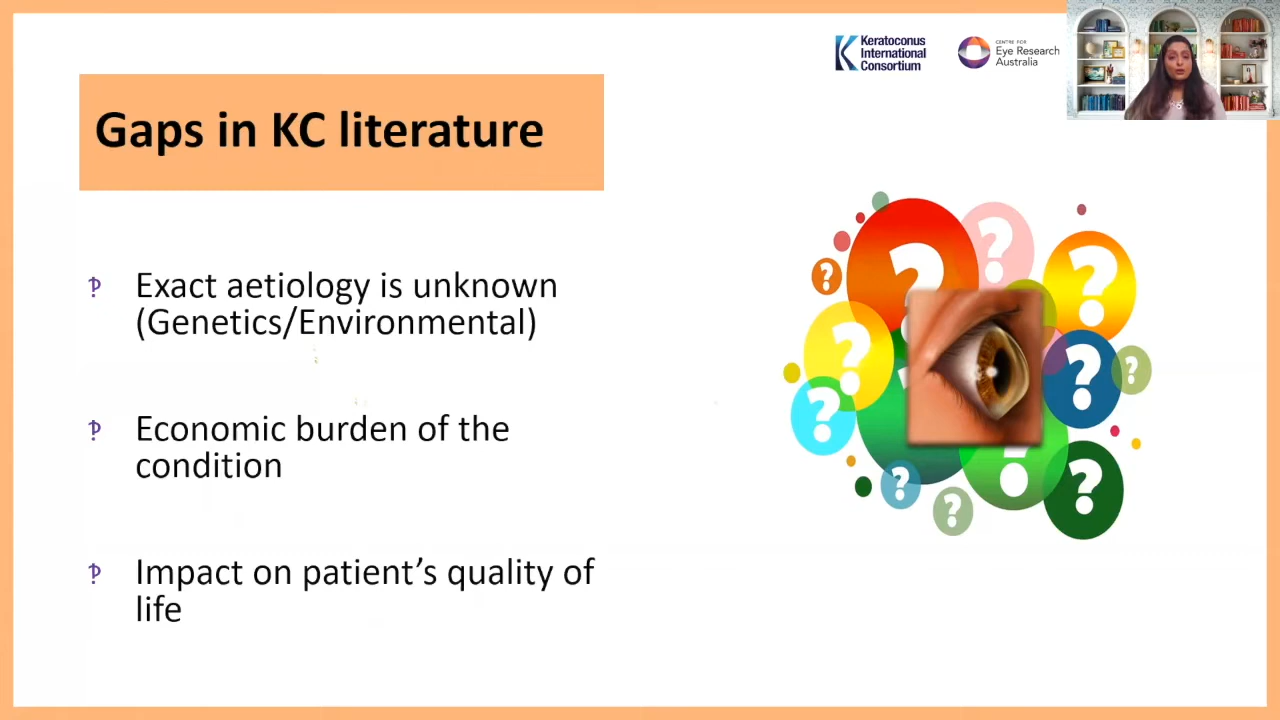 Keratoconus
International
Consortium
CENTRE FOR
Eye Research
Australia
Gaps in KC literature
Exact aetiology is unknown
(Genetics/Environmental)
Economic burden of the
condition
Impact on patient’s quality of
life
?
?
?
?
?
?
?
?
?
?
?
?